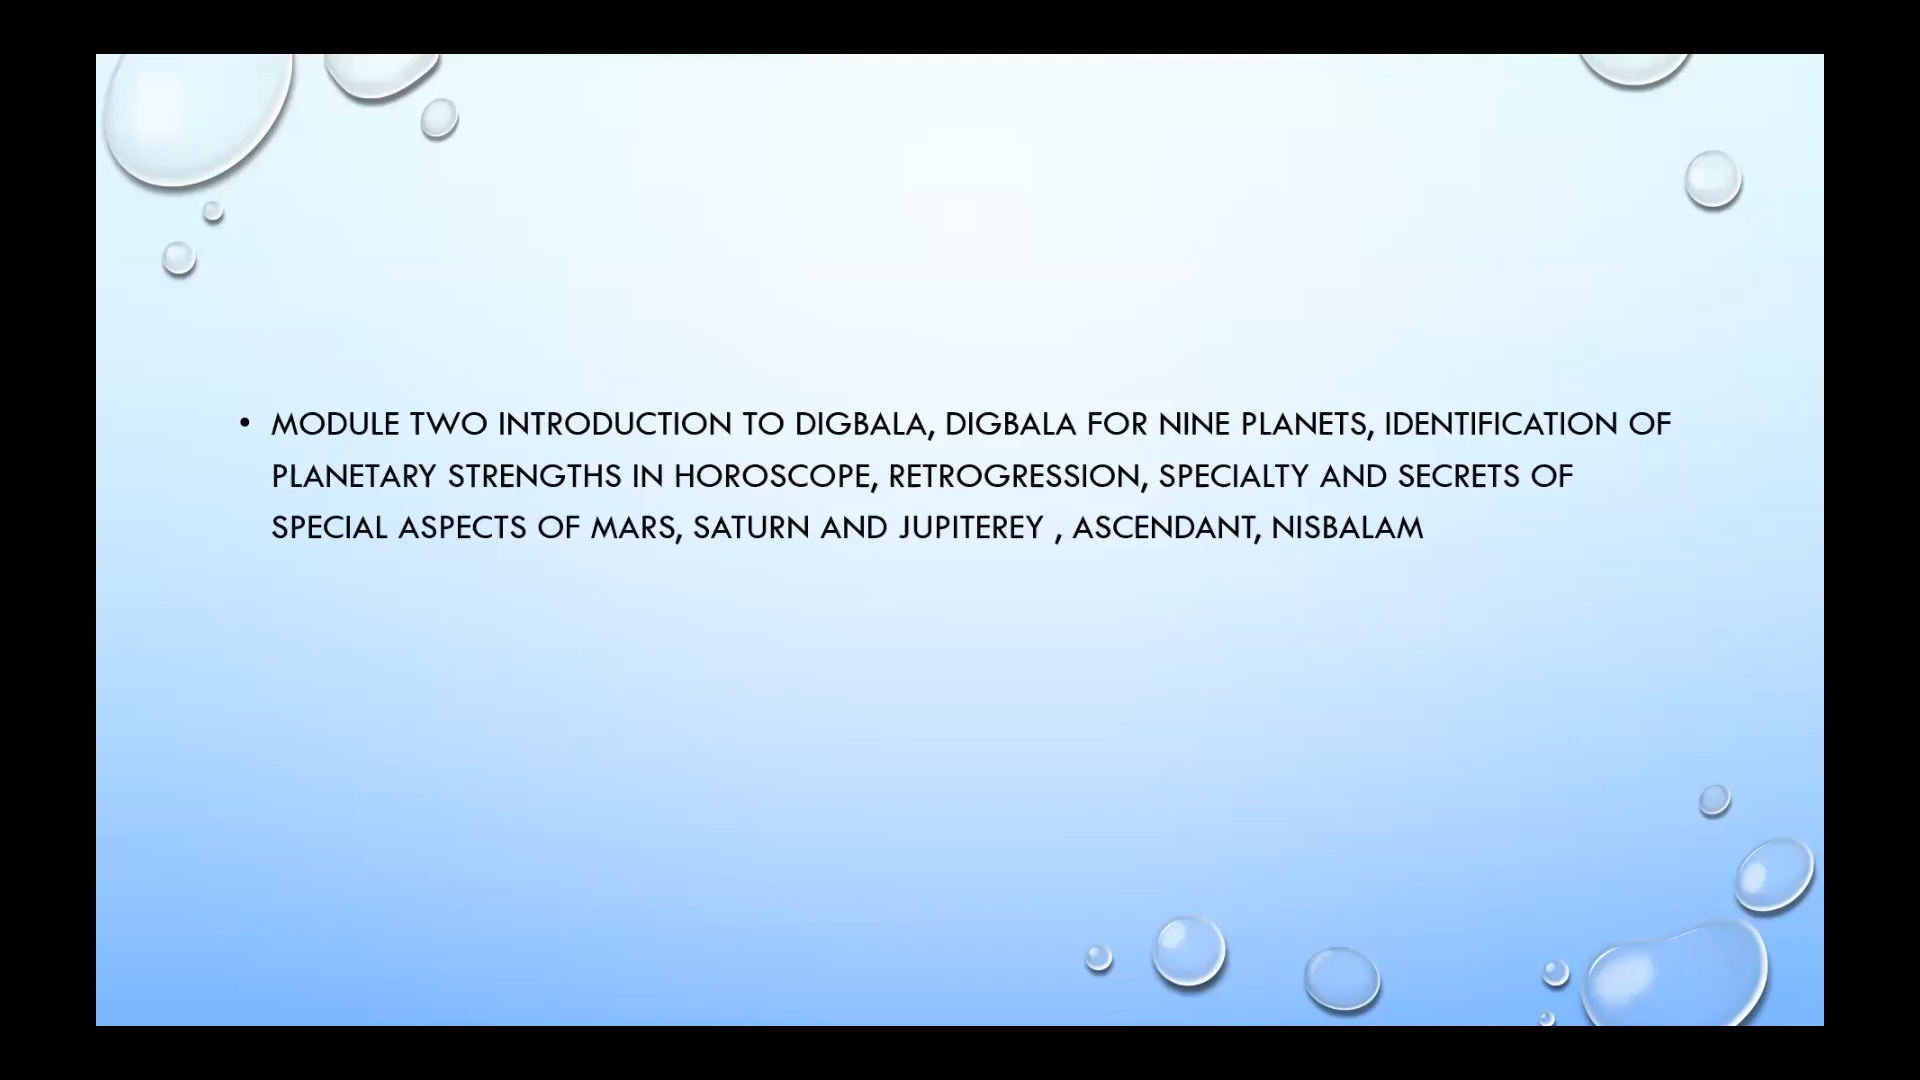 • MODULE TWO INTRODUCTION TO DIGBALA, DIGBALA FOR NINE PLANETS, IDENTIFICATION OF
PLANETARY STRENGTHS IN HOROSCOPE, RETROGRESSION, SPECIALTY AND SECRETS OF
SPECIAL ASPECTS OF MARS, SATURN AND JUPITEREY , ASCENDANT, NISBALAM